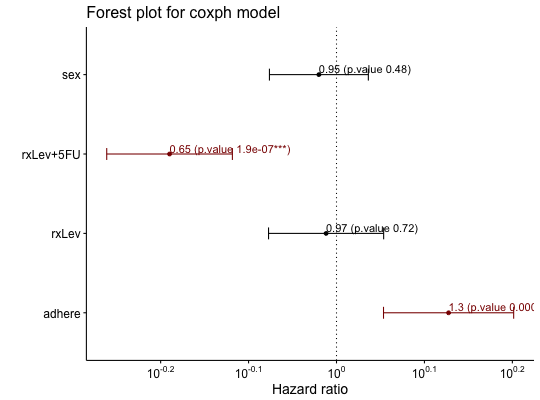 Forest plot for coxph model
sex
0.95 (p.value 0.48)
rxLev+5FU
0.65 (p.value 1.9e-07***)
rxLev
0.97 (p.value 0.72)
adhere
1.3 (p.value 0.000
10^-0.2 10^-0.1 10^0 10^0.1 10^0.2
Hazard ratio